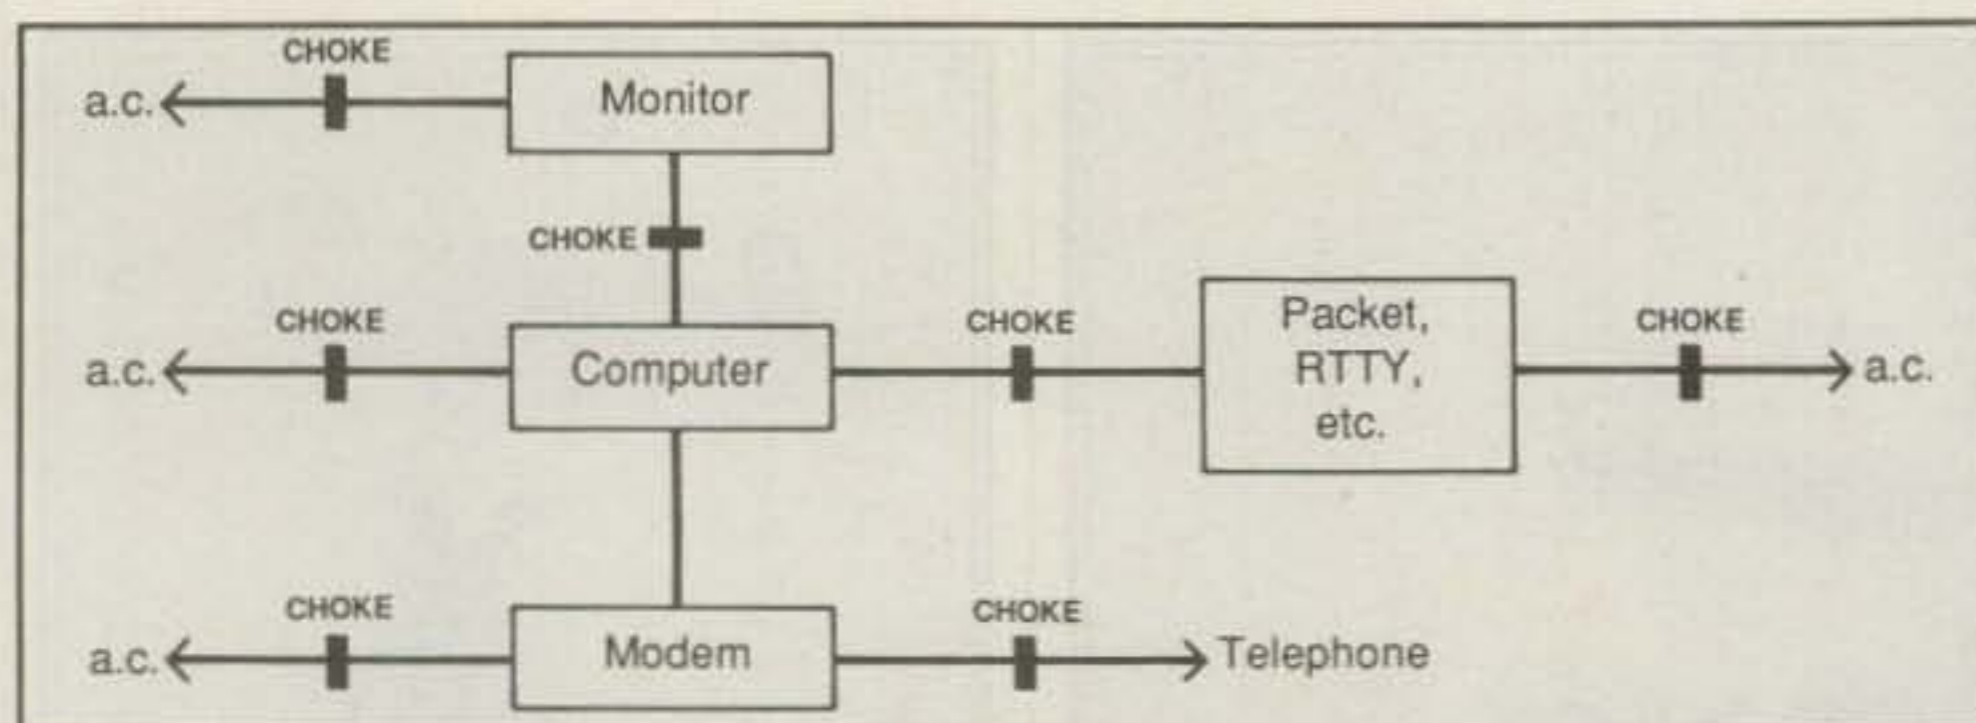 CHOKE
a.c.
Monitor
CHOKE
CHOKE
a.c.
Computer
CHOKE
Packet,
RTTY,
etc.
CHOKE
a.c.
CHOKE
a.c.
Modem
CHOKE
Telephone